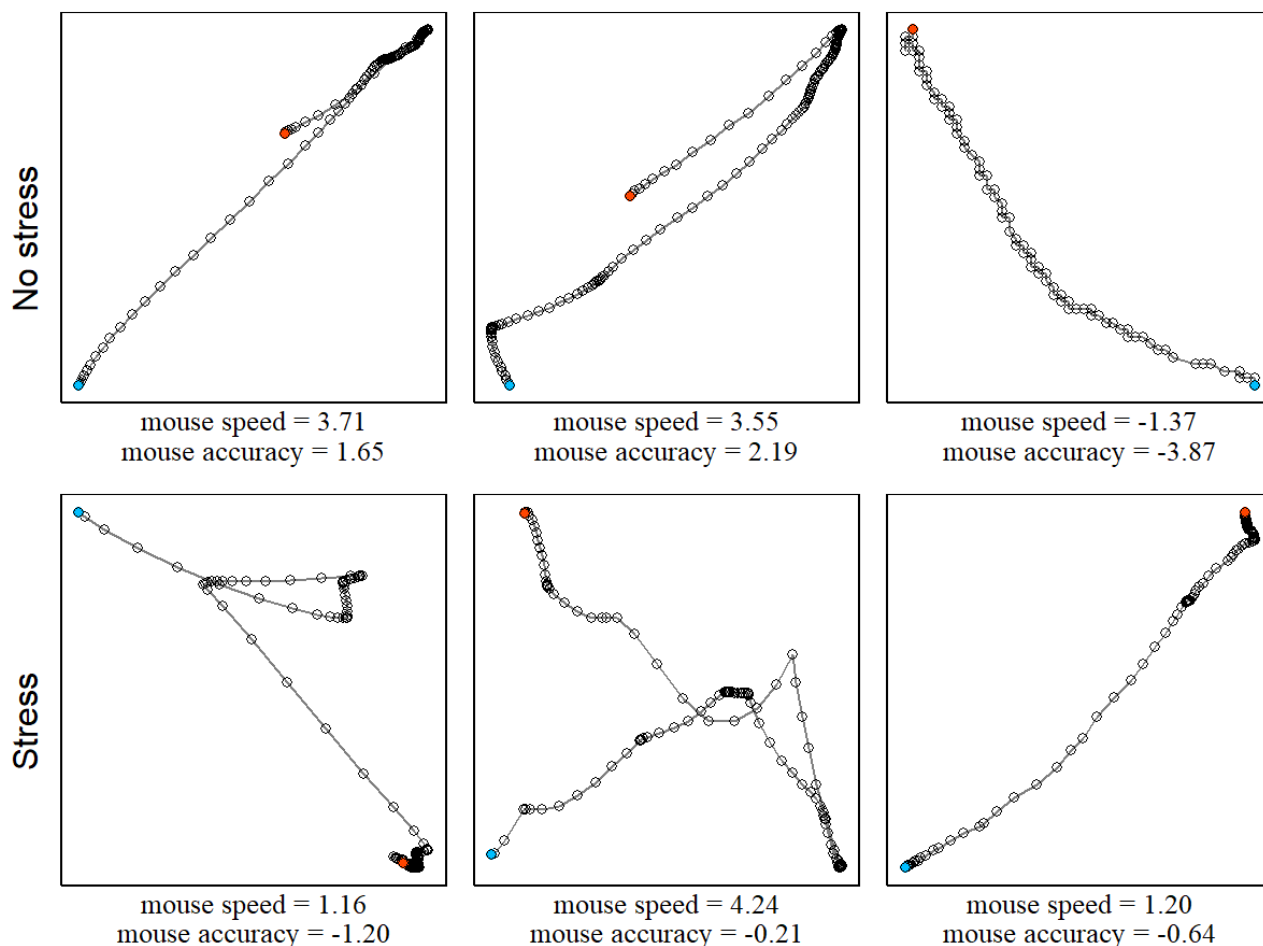 No stress
mouse speed = 3.71
mouse accuracy = 1.65
mouse speed = 3.55
mouse accuracy = 2.19
mouse speed = -1.37
mouse accuracy = -3.87
Stress
mouse speed = 1.16
mouse accuracy = -1.20
mouse speed = 4.24
mouse accuracy = -0.21
mouse speed = 1.20
mouse accuracy = -0.64